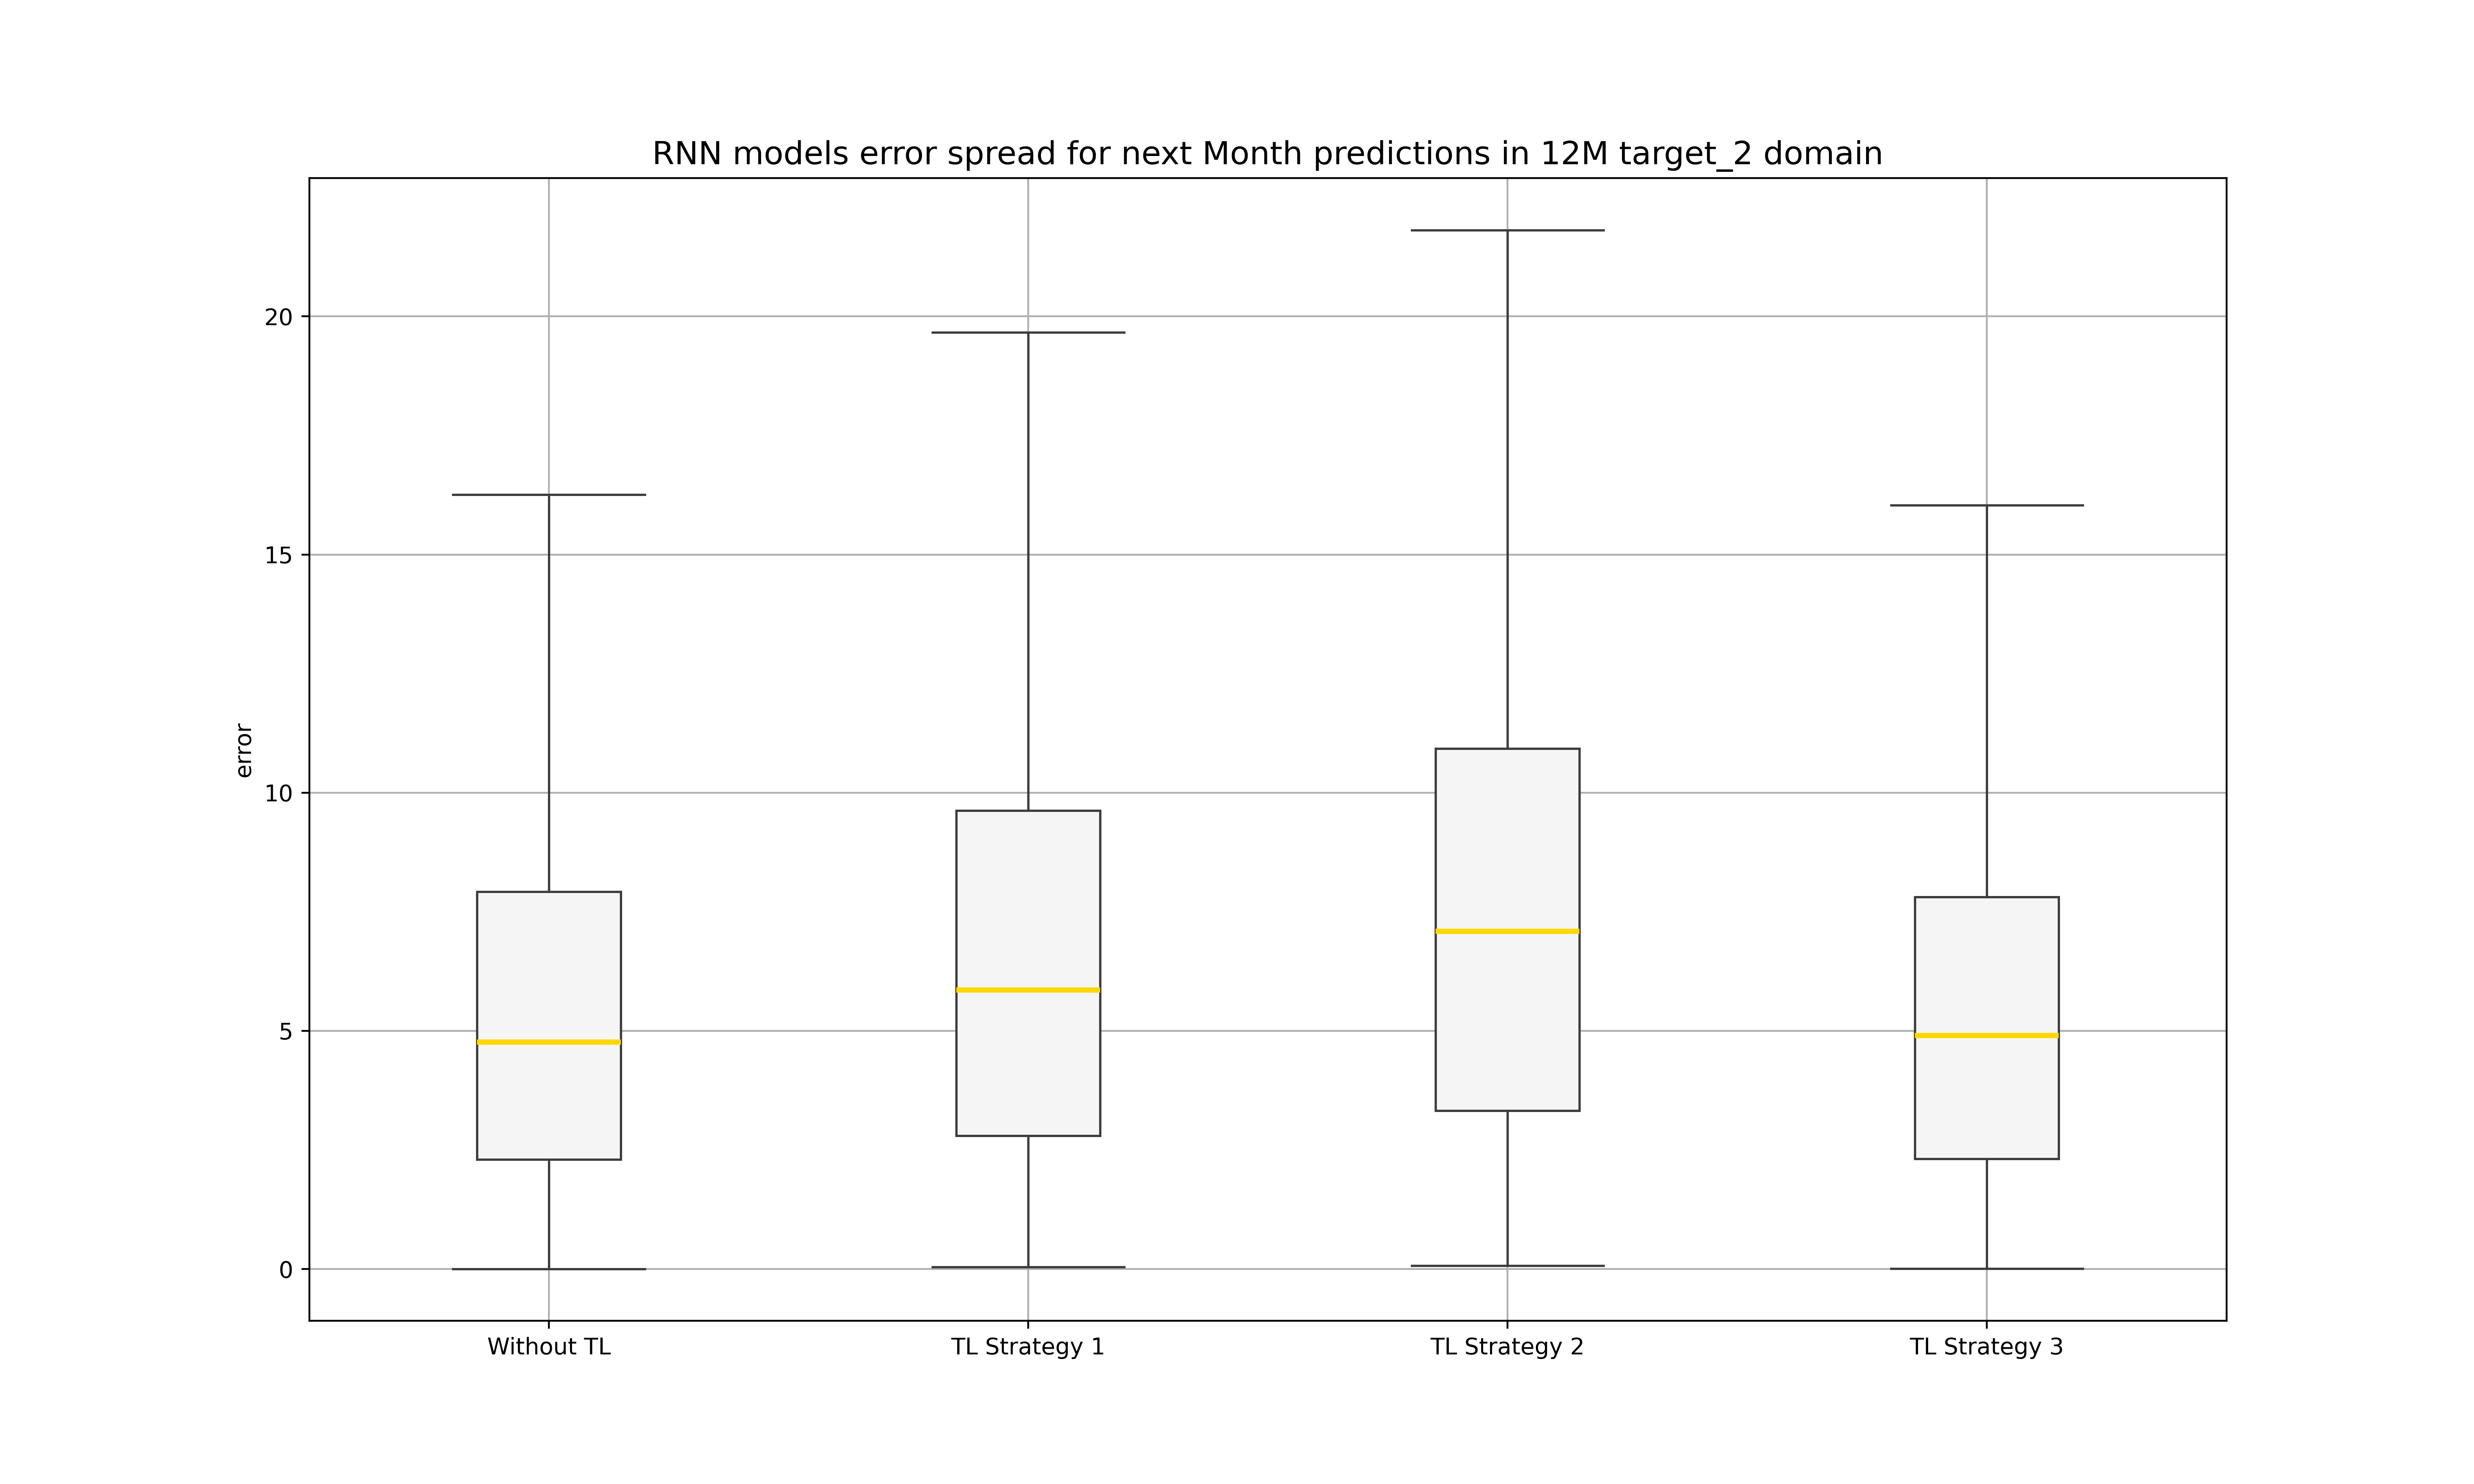 RNN models error spread for next Month predictions in 12M target_2 domain
20
15
10
5
0
error
Without TL
TL Strategy 1
TL Strategy 2
TL Strategy 3